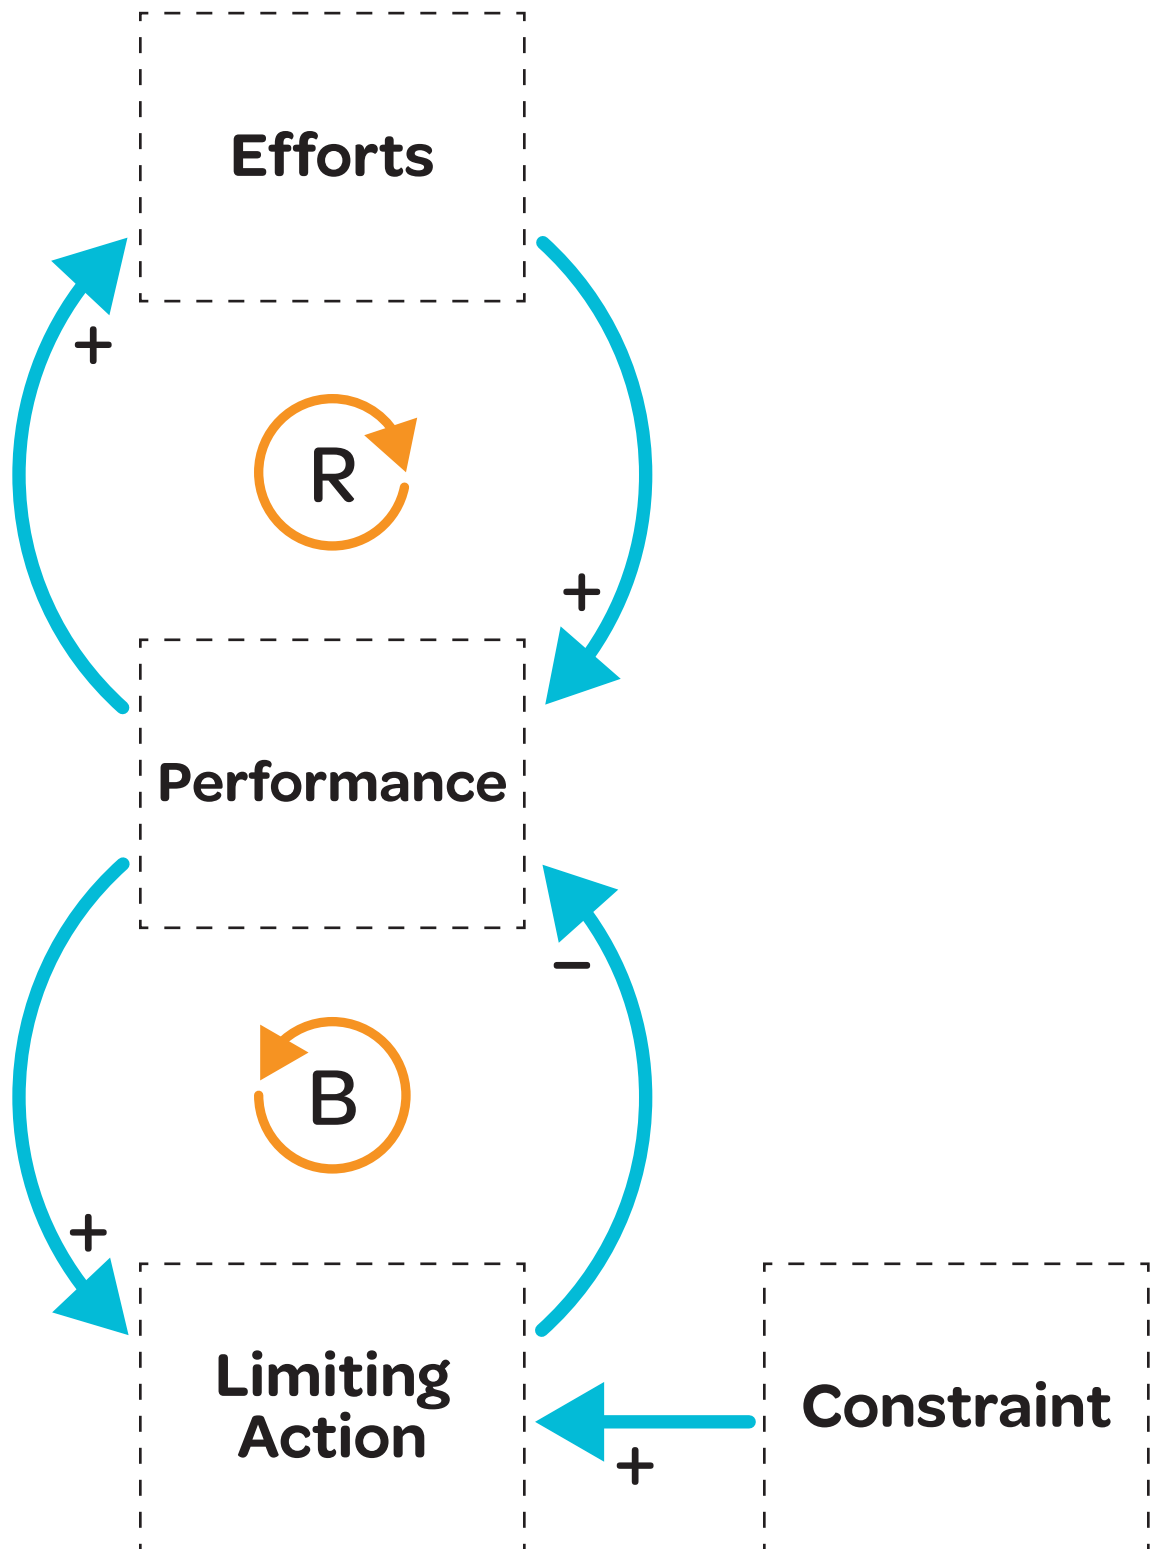 Efforts
+
R
+
Performance
−
B
+
Limiting
Action
Constraint
+